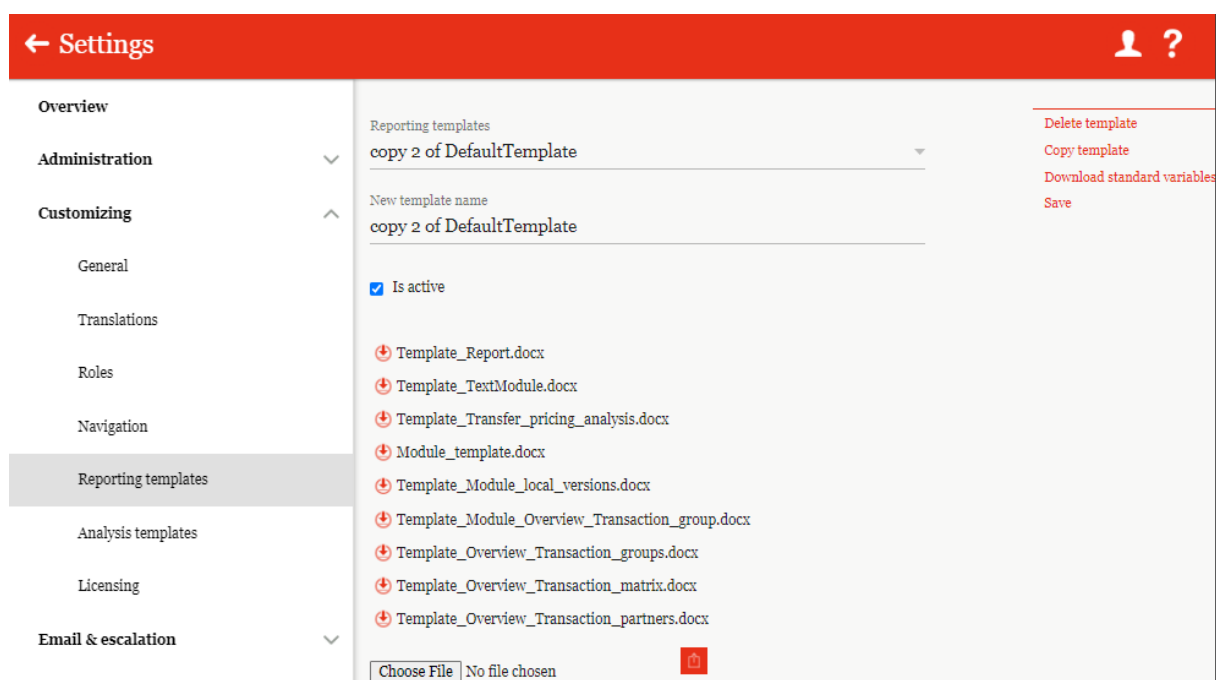 ← Settings
?
Overview
Administration
Customizing
General
Translations
Roles
Navigation
Reporting templates
Analysis templates
Licensing
Email & escalation
Reporting templates
copy 2 of DefaultTemplate
New template name
copy 2 of DefaultTemplate
Is active
Template_Report.docx
Template_TextModule.docx
Template_Transfer_pricing_analysis.docx
Module_template.docx
Template_Module_local_versions.docx
Template_Module_Overview_Transaction_group.docx
Template_Overview_Transaction_groups.docx
Template_Overview_Transaction_matrix.docx
Template_Overview_Transaction_partners.docx
Choose File No file chosen
Delete template
Copy template
Download standard variables
Save